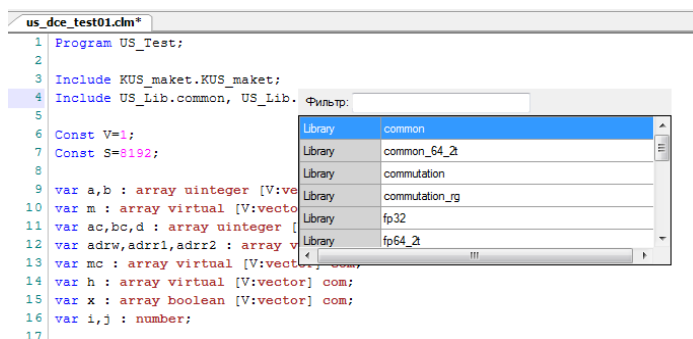 us_dce_test01.clm*
1 Program US_Test;
2
3 Include KUS_maket.KUS_maket;
4 Include US_Lib.common, US_Lib.
Фильтр:
Library common
Library common_64_2t
Library commutation
Library commutation_rg
Library fp32
Library fp64_2t
5
6 Const V=1;
7 Const S=8192;
8
9 var a,b : array uinteger [V:ve
10 var m : array virtual [V:vecto
11 var ac,bc,d : array uinteger [
12 var adrw,adrr1,adrr2 : array v
13 var mc : array virtual [V:vector] com;
14 var h : array virtual [V:vector] com;
15 var x : array boolean [V:vector] com;
16 var i,j : number;
17